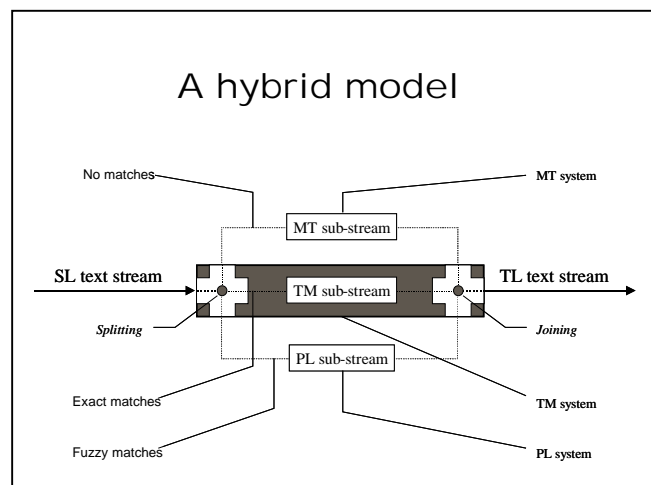 A hybrid model
No matches
MT system
MT sub-stream
SL text stream
TM sub-stream
TL text stream
Splitting
Joining
PL sub-stream
Exact matches
TM system
Fuzzy matches
PL system